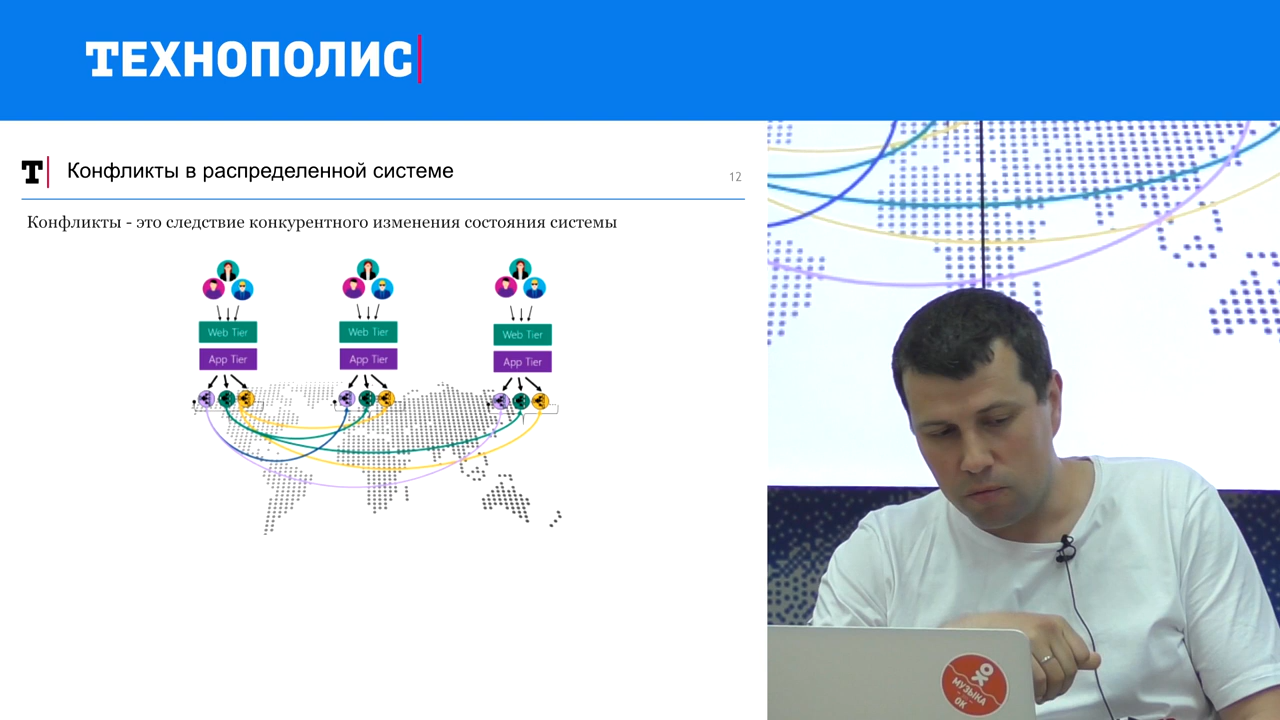 ТЕХНОПОЛИС
Т
Конфликты в распределенной системе
12
Конфликты - это следствие конкурентного изменения состояния системы
Web Tier
Web Tier
Web Tier
App Tier
App Tier
App Tier
МУЗЫКА
ОК